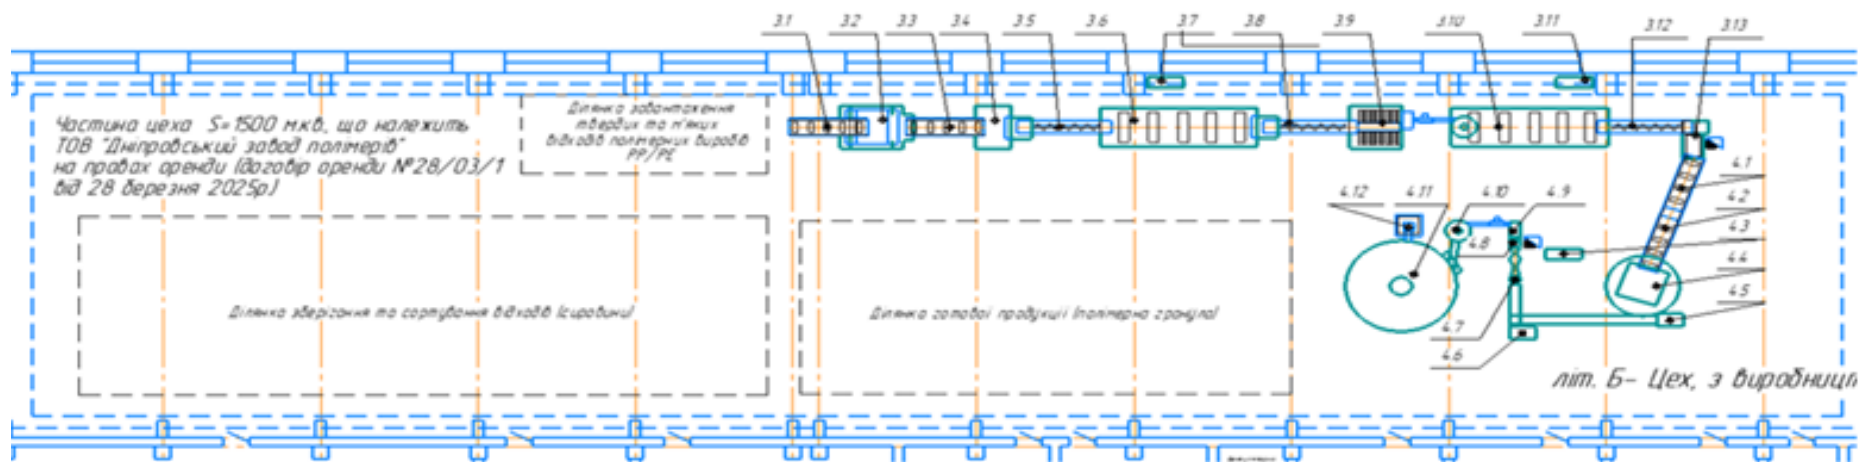 3.1 3.2 3.3 3.4 3.5 3.6 3.7 3.8 3.9 3.10 3.11 3.12 3.13
Частина цеха S=1500 м.кв, що належить
ТОВ "Дніпровський завод полімерів"
на правах оренди (договір оренди №28/03/1
від 28 березня 2025р)
Ділянка завантаження
твердих та м'яких
відходів полімерних виробів
PP/PE
4.1
4.2
4.3
4.4
4.5
4.12 4.11 4.10 4.9
4.8
4.7
4.6
Ділянка зберігання та сортування відходів (сировини)
Ділянка готової продукції (полімерна гранула)
літ. Б- Цех, з виробницт